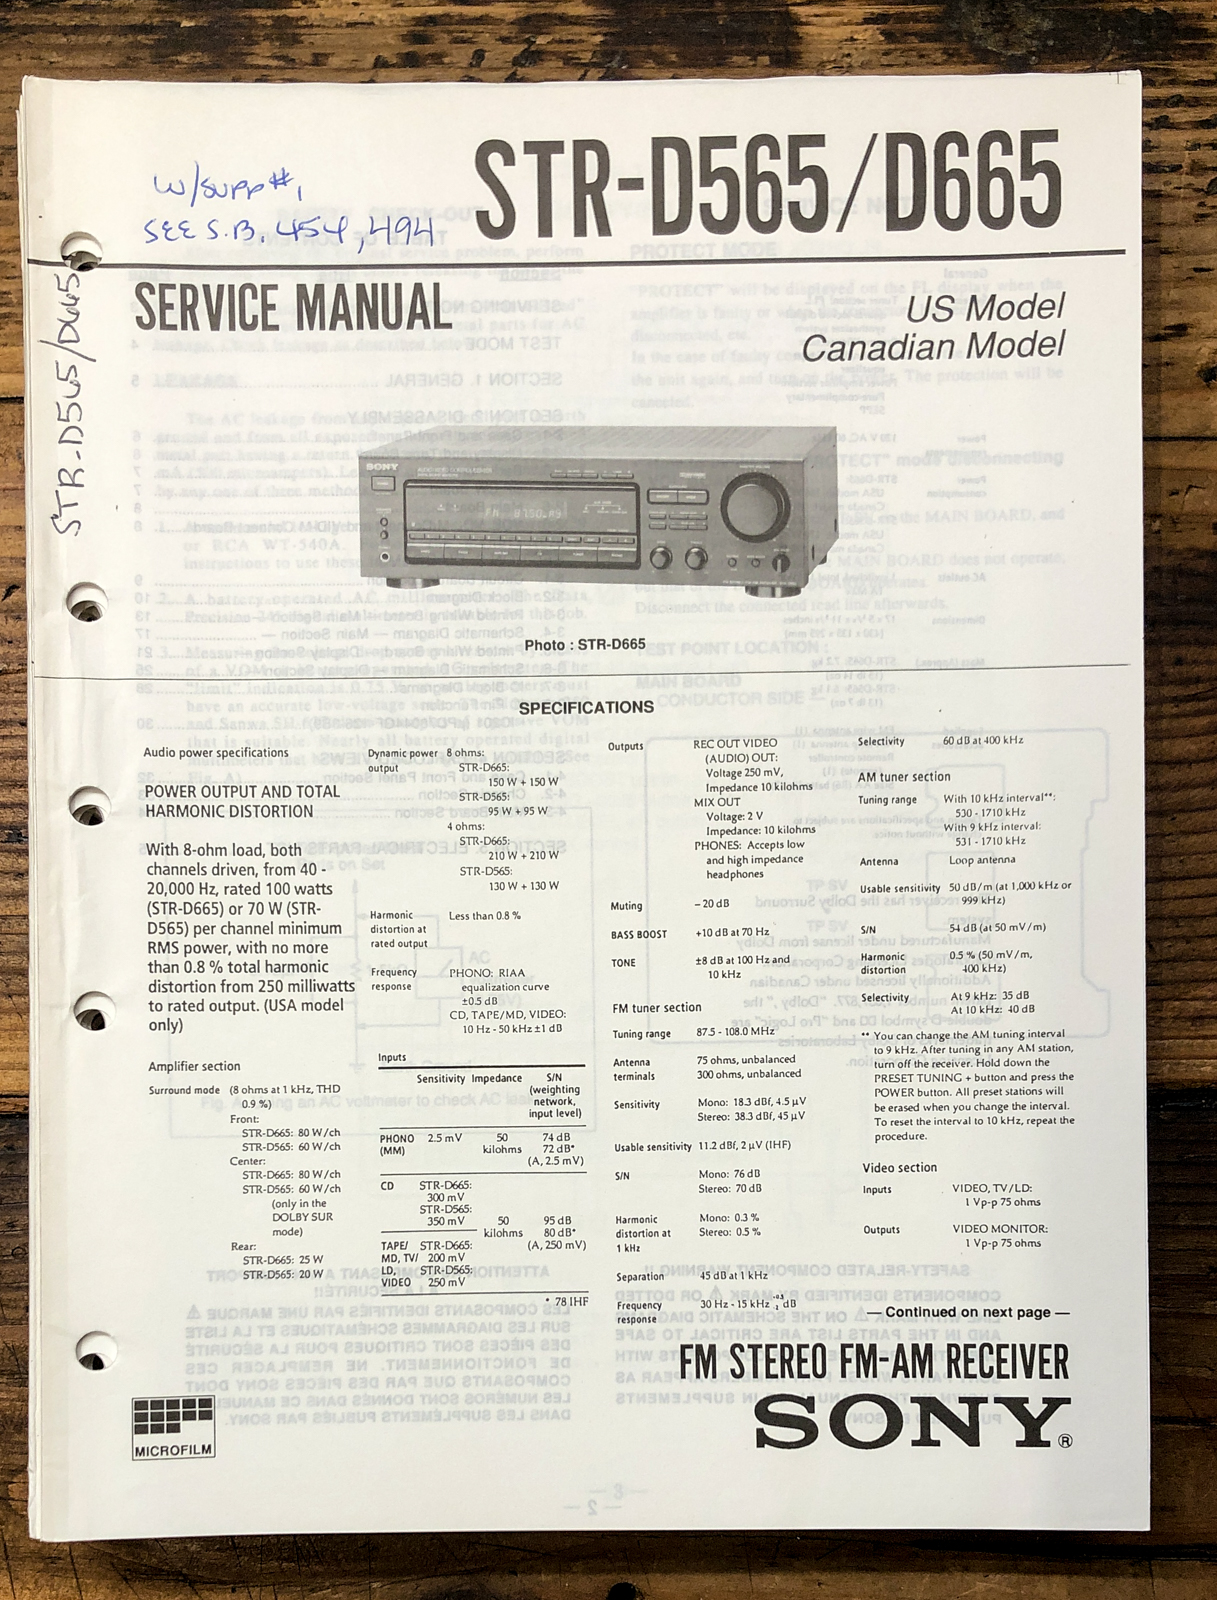 W/SUPP #1
SEE S.B. 454, 494
STR-D565/D665
STR-D565/D665
SERVICE MANUAL
US Model
Canadian Model
SONY
Photo : STR-D665
SPECIFICATIONS
Audio power specifications
POWER OUTPUT AND TOTAL
HARMONIC DISTORTION
With 8-ohm load, both
channels driven, from 40 -
20,000 Hz, rated 100 watts
(STR-D665) or 70 W (STR-
D565) per channel minimum
RMS power, with no more
than 0.8 % total harmonic
distortion from 250 milliwatts
to rated output. (USA model
only)
Amplifier section
Surround mode (8 ohms at 1 kHz, THD
0.9 %)
Front:
STR-D665: 80 W/ch
STR-D565: 60 W/ch
Center:
STR-D665: 80 W/ch
STR-D565: 60 W/ch
(only in the
DOLBY SUR
mode)
Rear:
STR-D665: 25 W
STR-D565: 20 W
Dynamic power 8 ohms:
output STR-D665:
150 W + 150 W
STR-D565:
95 W + 95 W
4 ohms:
STR-D665:
210 W + 210 W
STR-D565:
130 W + 130 W
Harmonic Less than 0.8 %
distortion at
rated output
Frequency PHONO: RIAA
response equalization curve
±0.5 dB
CD, TAPE/MD, VIDEO:
10 Hz - 50 kHz ±1 dB
Inputs
Sensitivity Impedance S/N
(weighting
network,
input level)
PHONO 2.5 mV 50 74 dB
(MM) kilohms 72 dB*
(A, 2.5 mV)
CD STR-D665:
300 mV
STR-D565:
350 mV 50 95 dB
kilohms 80 dB*
TAPE/ STR-D665: (A, 250 mV)
MD, TV/ 200 mV
LD, STR-D565:
VIDEO 250 mV
* 78 IHF
Outputs REC OUT VIDEO
(AUDIO) OUT:
Voltage 250 mV,
Impedance 10 kilohms
MIX OUT
Voltage: 2 V
Impedance: 10 kilohms
PHONES: Accepts low
and high impedance
headphones
Muting – 20 dB
BASS BOOST +10 dB at 70 Hz
TONE ±8 dB at 100 Hz and
10 kHz
FM tuner section
Tuning range 87.5 - 108.0 MHz
Antenna 75 ohms, unbalanced
terminals 300 ohms, unbalanced
Sensitivity Mono: 18.3 dBf, 4.5 μV
Stereo: 38.3 dBf, 45 μV
Usable sensitivity 11.2 dBf, 2 μV (IHF)
S/N Mono: 76 dB
Stereo: 70 dB
Harmonic Mono: 0.3 %
distortion at Stereo: 0.5 %
1 kHz
Separation 45 dB at 1 kHz
Frequency 30 Hz - 15 kHz +0.5 -2 dB
response
Selectivity 60 dB at 400 kHz
AM tuner section
Tuning range With 10 kHz interval**:
530 - 1710 kHz
With 9 kHz interval:
531 - 1710 kHz
Antenna Loop antenna
Usable sensitivity 50 dB/m (at 1,000 kHz or
999 kHz)
S/N 54 dB (at 50 mV/m)
Harmonic 0.5 % (50 mV/m,
distortion 400 kHz)
Selectivity At 9 kHz: 35 dB
At 10 kHz: 40 dB
** You can change the AM tuning interval
to 9 kHz. After tuning in any AM station,
turn off the receiver. Hold down the
PRESET TUNING + button and press the
POWER button. All preset stations will
be erased when you change the interval.
To reset the interval to 10 kHz, repeat the
procedure.
Video section
Inputs VIDEO, TV/LD:
1 Vp-p 75 ohms
Outputs VIDEO MONITOR:
1 Vp-p 75 ohms
— Continued on next page —
FM STEREO FM-AM RECEIVER
SONY®
MICROFILM